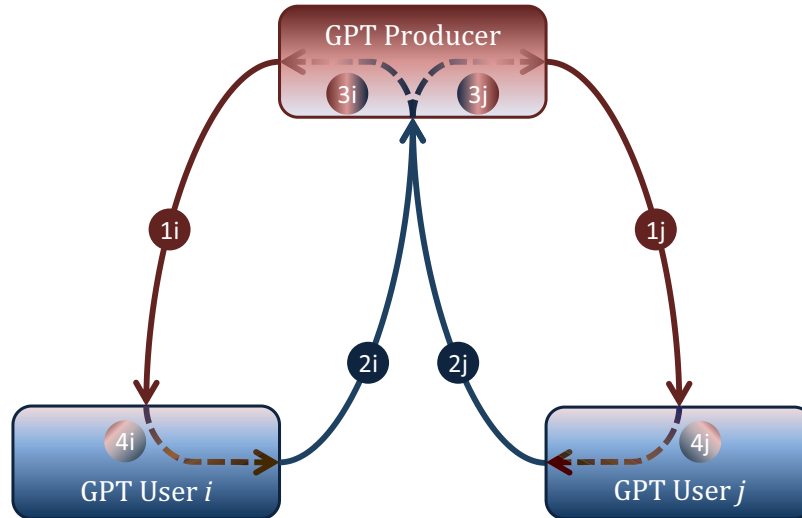 GPT Producer
3i
3j
1i
1j
2i
2j
4i
4j
GPT User i
GPT User j